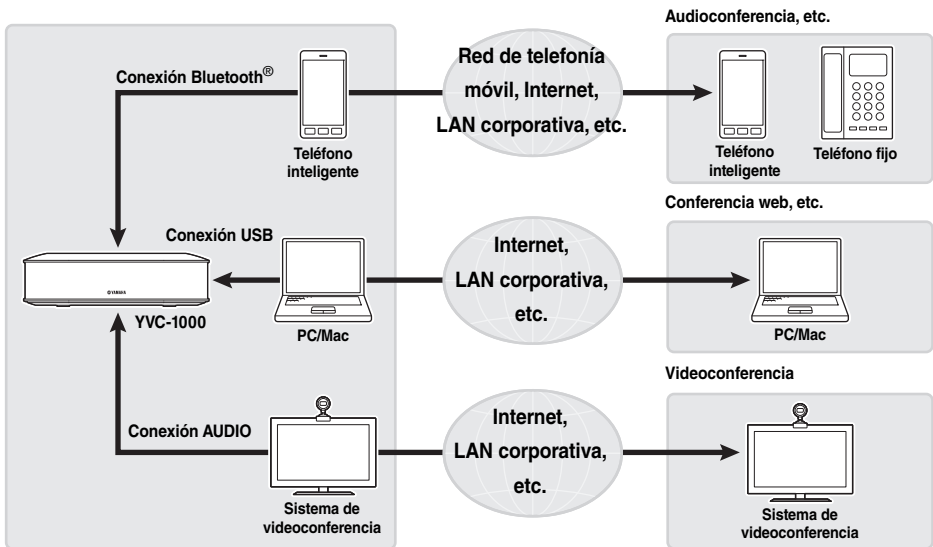 Audioconferencia, etc.
Conexión Bluetooth®
Teléfono
inteligente
Red de telefonía
móvil, Internet,
LAN corporativa, etc.
Teléfono
inteligente
Teléfono fijo
Conferencia web, etc.
Conexión USB
YAMAHA
YVC-1000
PC/Mac
Internet,
LAN corporativa,
etc.
PC/Mac
Videoconferencia
Conexión AUDIO
Sistema de
videoconferencia
Internet,
LAN corporativa,
etc.
Sistema de
videoconferencia